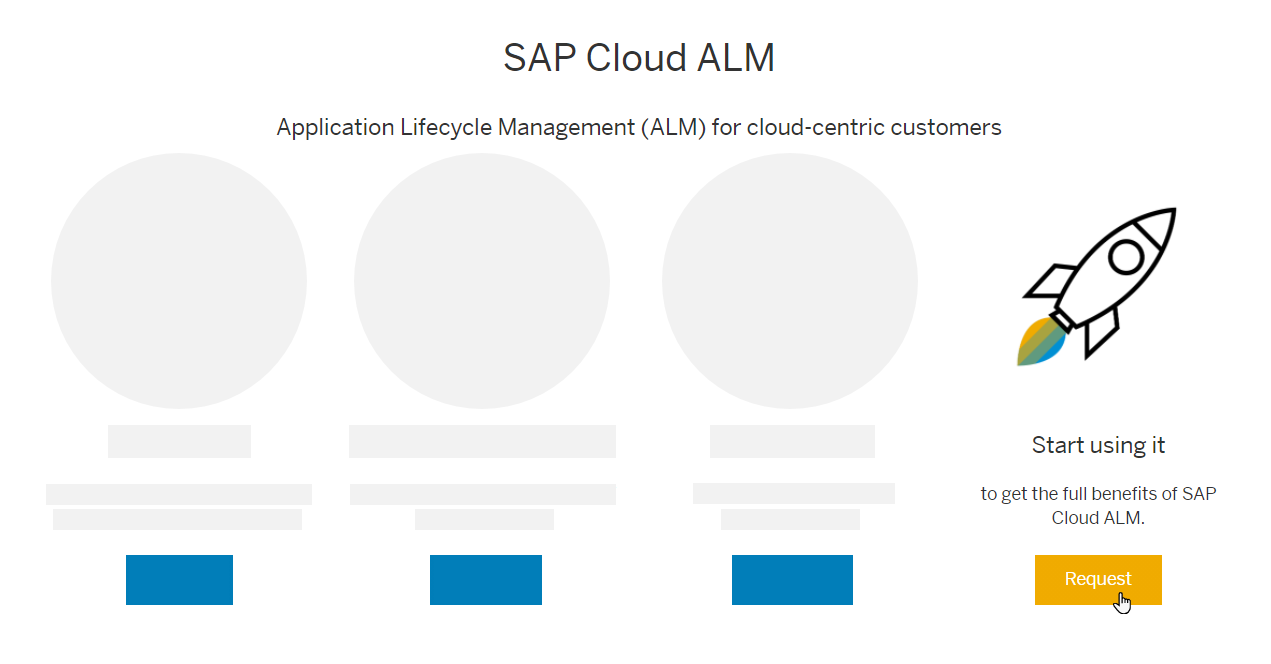 SAP Cloud ALM
Application Lifecycle Management (ALM) for cloud-centric customers
Start using it
to get the full benefits of SAP
Cloud ALM.
Request